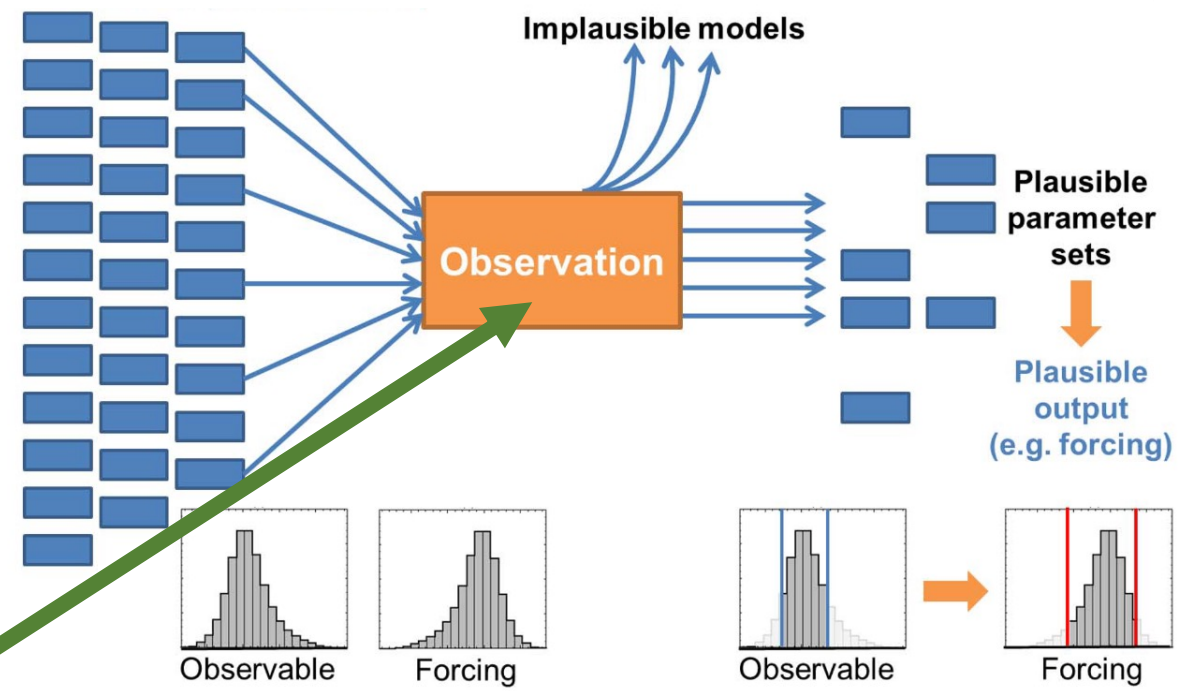 Implausible models
Observation
Plausible
parameter
sets
Plausible
output
(e.g. forcing)
Observable
Forcing
Observable
Forcing